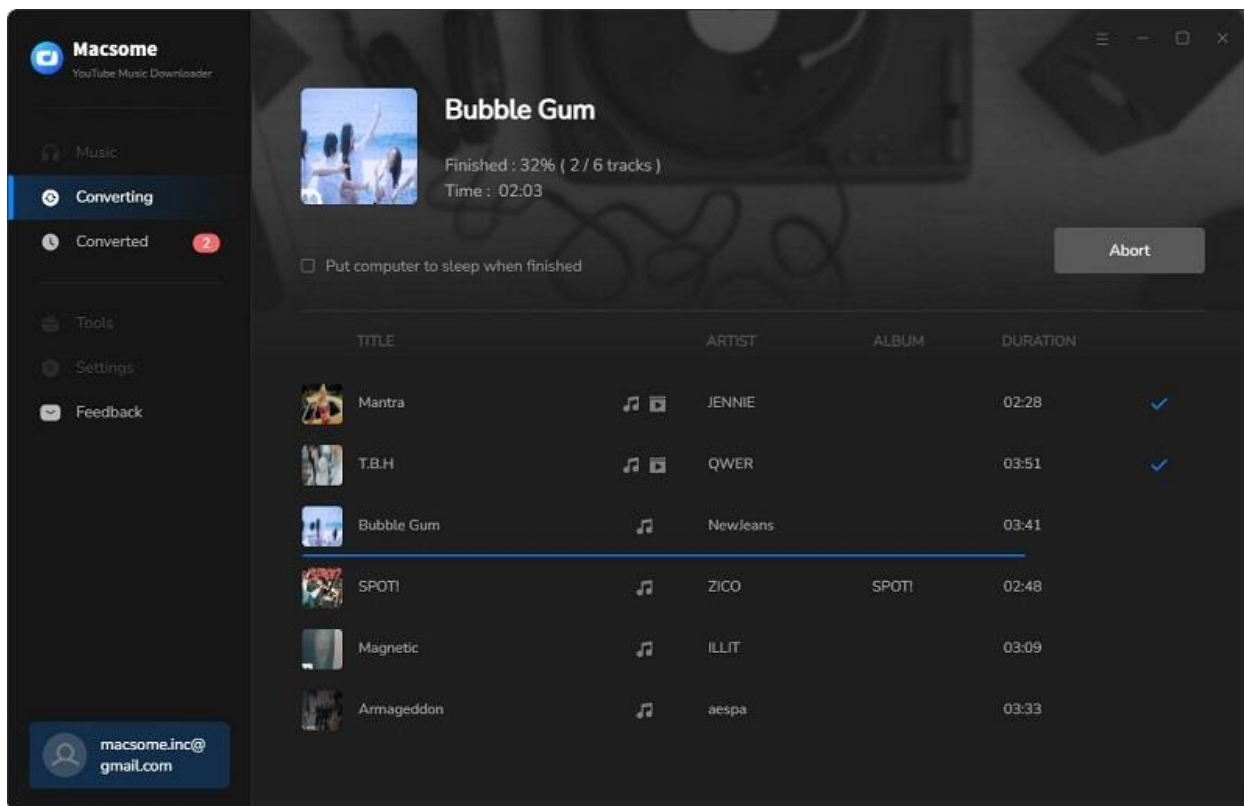 Macsome
YouTube Music Downloader
Music
Converting
Converted 2
Tools
Settings
Feedback
macsome.inc@
gmail.com
Bubble Gum
Finished : 32% ( 2 / 6 tracks )
Time : 02:03
Put computer to sleep when finished
Abort
TITLE ARTIST ALBUM DURATION
Mantra JENNIE 02:28
T.B.H QWER 03:51
Bubble Gum NewJeans 03:41
SPOT! ZICO SPOT! 02:48
Magnetic ILLIT 03:09
Armageddon aespa 03:33